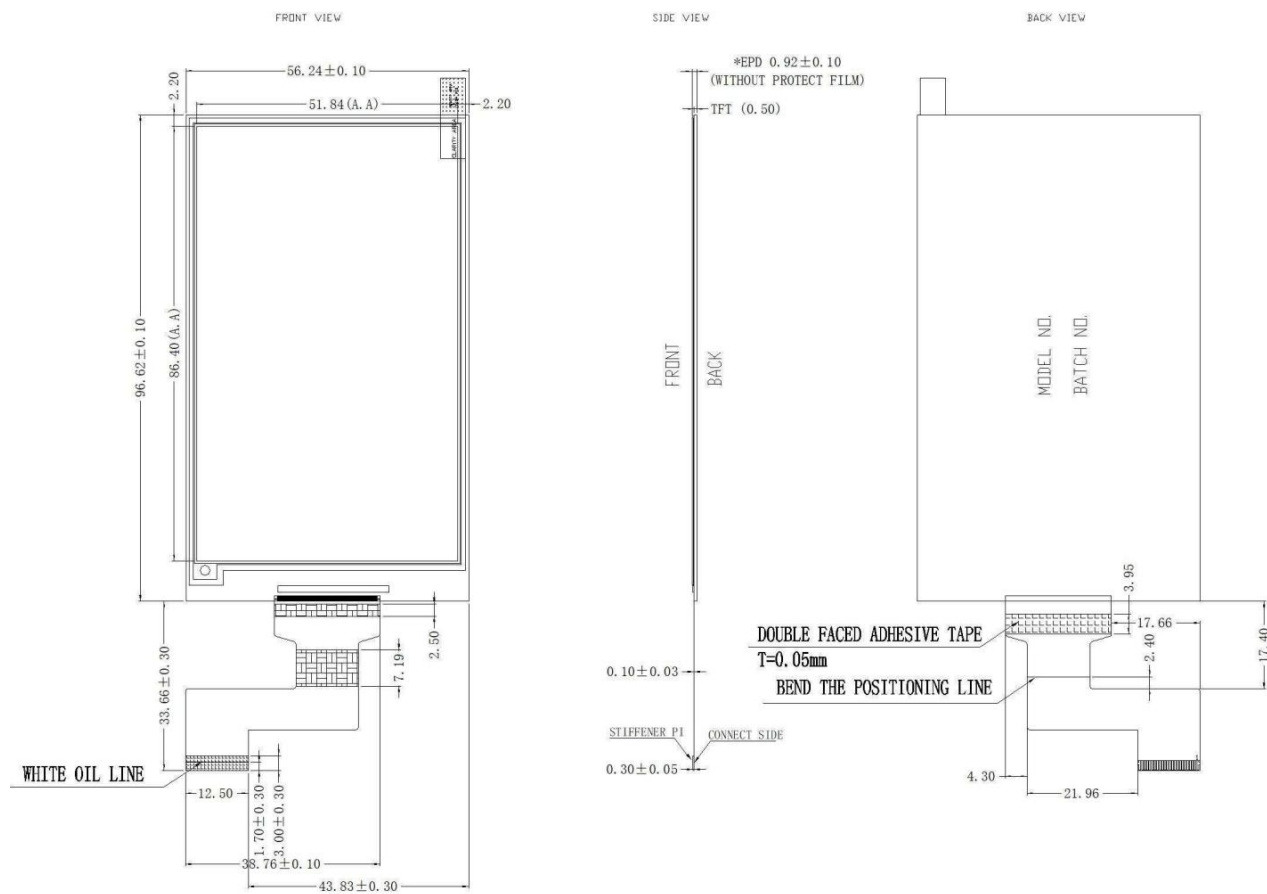 FRONT VIEW
SIDE VIEW
BACK VIEW
56.24±0.10
2.20
51.84(A.A)
2.20
96.62±0.10
86.40(A.A)
33.66±0.30
2.50
7.19
WHITE OIL LINE
12.50
1.70±0.30
3.00±0.30
38.76±0.10
43.83±0.30
*EPD 0.92±0.10
(WITHOUT PROTECT FILM)
TFT (0.50)
FRONT
BACK
0.10±0.03
STIFFENER PI
CONNECT SIDE
0.30±0.05
MODEL NO.
BATCH NO.
DOUBLE FACED ADHESIVE TAPE
T=0.05mm
BEND THE POSITIONING LINE
3.95
17.66
2.40
17.40
4.30
21.96
1